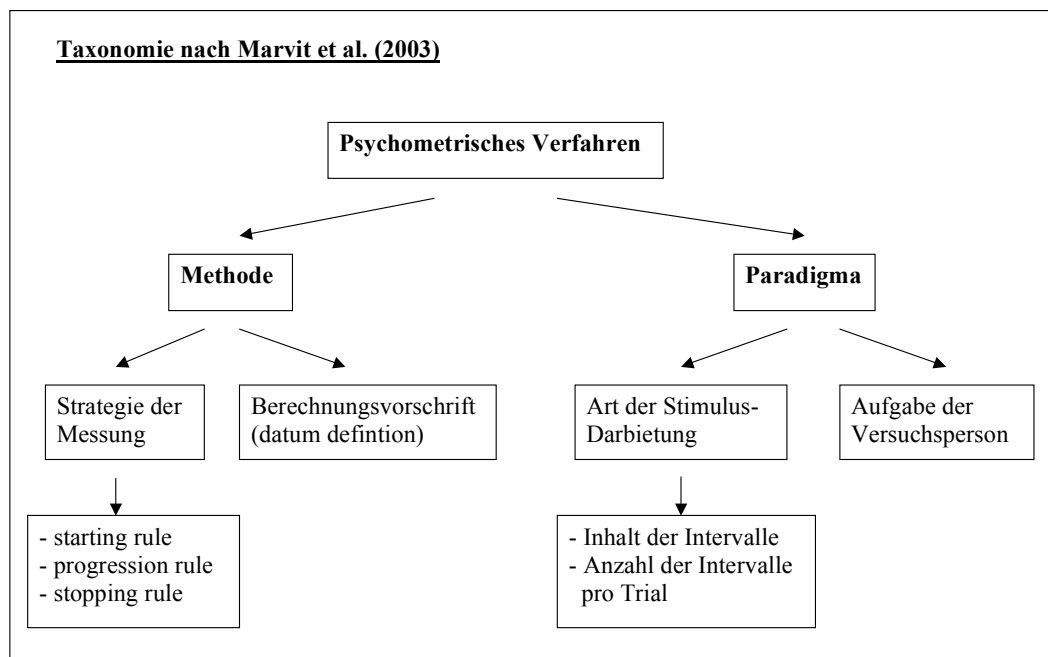 Taxonomie nach Marvit et al. (2003)
Psychometrisches Verfahren
Methode
Paradigma
Strategie der
Messung
Berechnungsvorschrift
(datum defintion)
Art der Stimulus-
Darbietung
Aufgabe der
Versuchsperson
- starting rule
- progression rule
- stopping rule
- Inhalt der Intervalle
- Anzahl der Intervalle
pro Trial